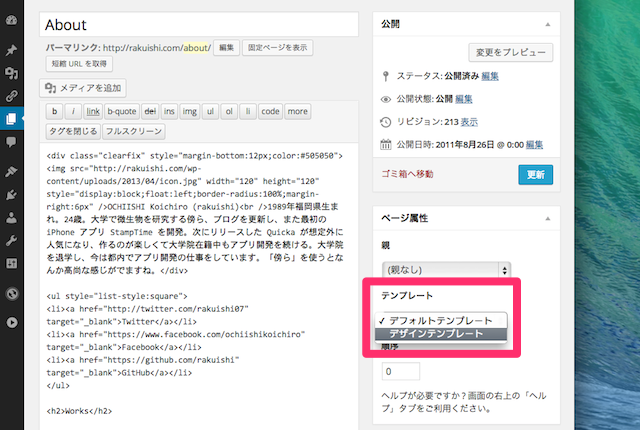 About
パーマリンク: http://rakuishi.com/about/ 編集 固定ページを表示
短縮 URL を取得
メディアを追加
b i link b-quote del ins img ul ol li code more
タグを閉じる フルスクリーン
<div class="clearfix" style="margin-bottom:12px;color:#505050">
<img src="http://rakuishi.com/wp-
content/uploads/2013/04/icon.jpg" width="120" height="120"
style="display:block;float:left;border-radius:100%;margin-
right:6px" />OCHIISHI Koichiro (rakuishi)<br />1989年福岡県生ま
れ。24歳。大学で微生物を研究する傍ら、ブログを更新し、また最初の
iPhone アプリ StampTime を開発。次にリリースした Quicka が想定外に
人気になり、作るのが楽しくて大学院在籍中もアプリ開発を続ける。大学院
を退学し、今は都内でアプリ開発の仕事をしています。「傍ら」を使うとな
んか高尚な感じがでますね。</div>
<ul style="list-style:square">
<li><a href="http://twitter.com/rakuishi07"
target="_blank">Twitter</a></li>
<li><a href="https://www.facebook.com/ochiishikoichiro"
target="_blank">Facebook</a></li>
<li><a href="https://github.com/rakuishi"
target="_blank">GitHub</a></li>
</ul>
<h2>Works</h2>
公開
変更をプレビュー
ステータス: 公開済み 編集
公開状態: 公開 編集
リビジョン: 213 表示
公開日時: 2011年8月26日 @ 0:00 編集
ゴミ箱へ移動 更新
ページ属性
親
(親なし)
テンプレート
✓ デフォルトテンプレート
デザインテンプレート
順序
0
ヘルプが必要ですか ? 画面の右上の「ヘル
プ」タブをご利用ください。